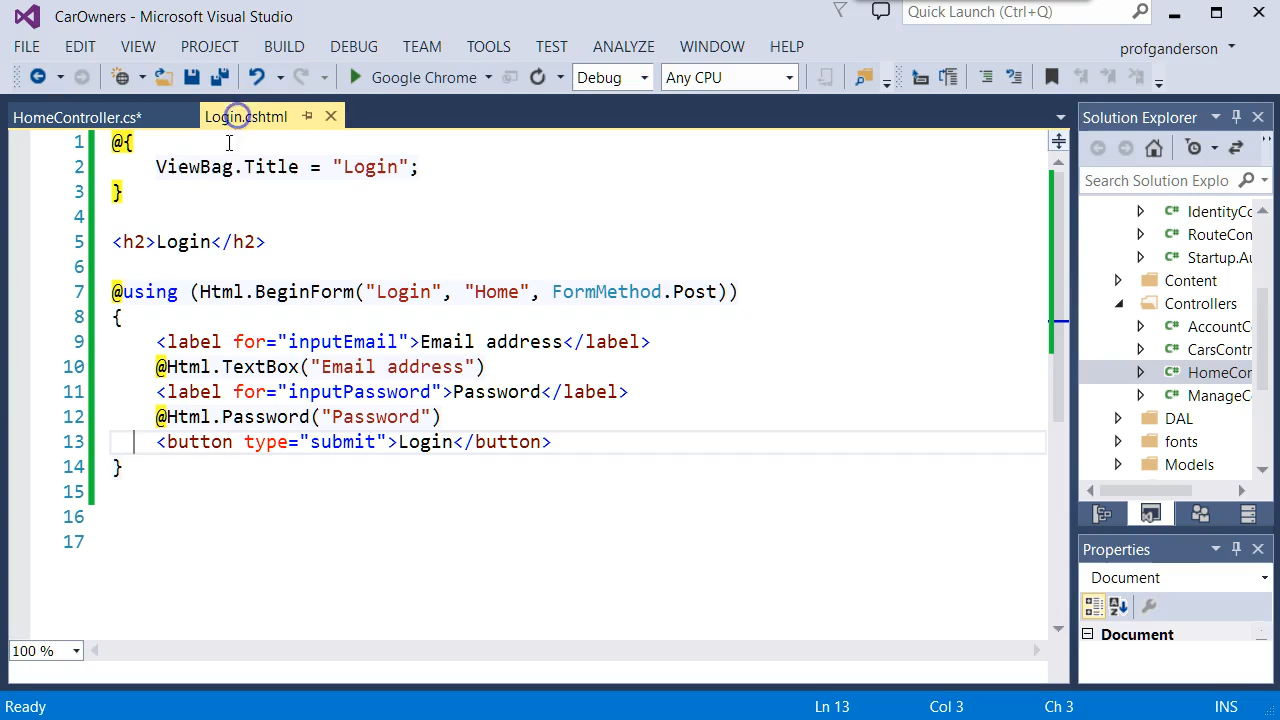 CarOwners - Microsoft Visual Studio
Quick Launch (Ctrl+Q)
FILE EDIT VIEW PROJECT BUILD DEBUG TEAM TOOLS TEST ANALYZE WINDOW HELP
profganderson
Google Chrome Debug Any CPU
HomeController.cs* Login.cshtml
1 @{
2 ViewBag.Title = "Login";
3 }
4
5 <h2>Login</h2>
6
7 @using (Html.BeginForm("Login", "Home", FormMethod.Post))
8 {
9 <label for="inputEmail">Email address</label>
10 @Html.TextBox("Email address")
11 <label for="inputPassword">Password</label>
12 @Html.Password("Password")
13 <button type="submit">Login</button>
14 }
15
16
17
100 %
Solution Explorer
Search Solution Explo
C# IdentityCo
C# RouteCon
C# Startup.Au
Content
Controllers
C# AccountC
C# CarsContr
C# HomeCon
C# ManageC
DAL
fonts
Models
Properties
Document
Document
Ready Ln 13 Col 3 Ch 3 INS